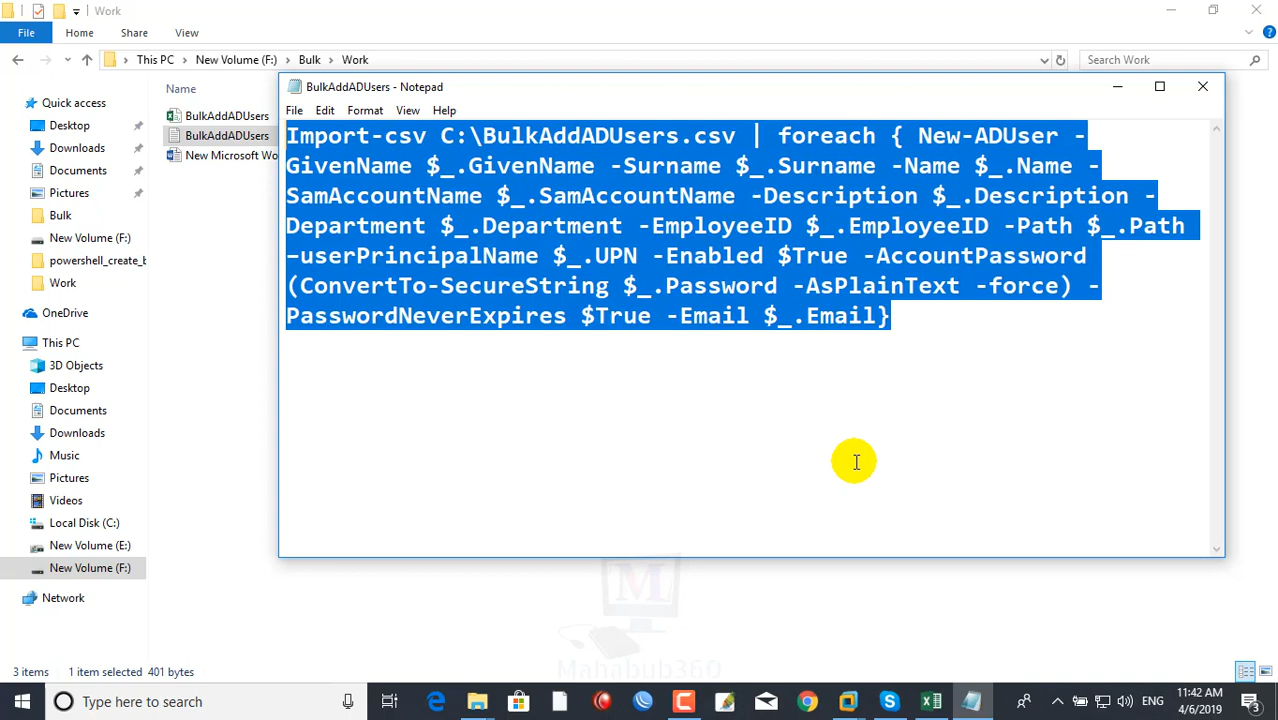 Work
File
Home
Share
View
This PC
New Volume (F:)
Bulk
Work
Search Work
Quick access
Desktop
Downloads
Documents
Pictures
Bulk
New Volume (F:)
powershell_create_b
Work
OneDrive
This PC
3D Objects
Desktop
Documents
Downloads
Music
Pictures
Videos
Local Disk (C:)
New Volume (E:)
New Volume (F:)
Network
Name
BulkAddADUsers
BulkAddADUsers
New Microsoft Wo
BulkAddADUsers - Notepad
File Edit Format View Help
Import-csv C:\BulkAddADUsers.csv | foreach { New-ADUser -
GivenName $_.GivenName -Surname $_.Surname -Name $_.Name -
SamAccountName $_.SamAccountName -Description $_.Description -
Department $_.Department -EmployeeID $_.EmployeeID -Path $_.Path
–userPrincipalName $_.UPN -Enabled $True -AccountPassword
(ConvertTo-SecureString $_.Password -AsPlainText -force) -
PasswordNeverExpires $True -Email $_.Email}
M
Mahabub360
3 items 1 item selected 401 bytes
Type here to search
ENG
11:42 AM
4/6/2019
3